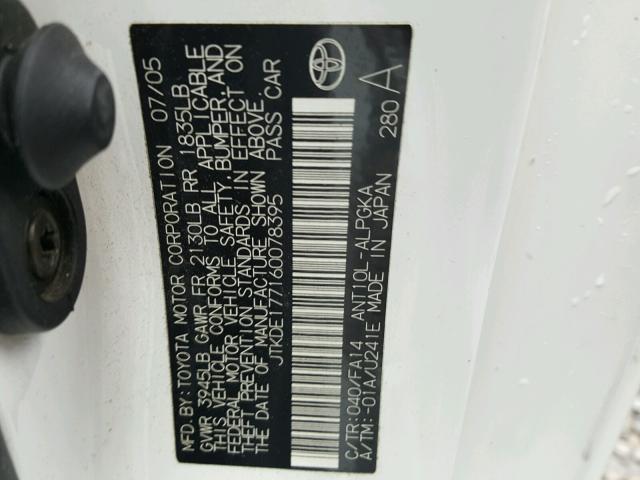 MFD.BY:TOYOTA MOTOR CORPORATION 07/05
GVWR 3945LB GAWR FR 2130LB RR 1835LB
THIS VEHICLE CONFORMS TO ALL APPLICABLE
FEDERAL MOTOR VEHICLE SAFETY,BUMPER,AND
THEFT PREVENTION STANDARDS IN EFFECT ON
THE DATE OF MANUFACTURE SHOWN ABOVE.
JTKDE177160078395 PASS CAR
C/TR:040/FA14 ANT10L-ALPGKA 280 A
A/TM:-01A/U241E MADE IN JAPAN